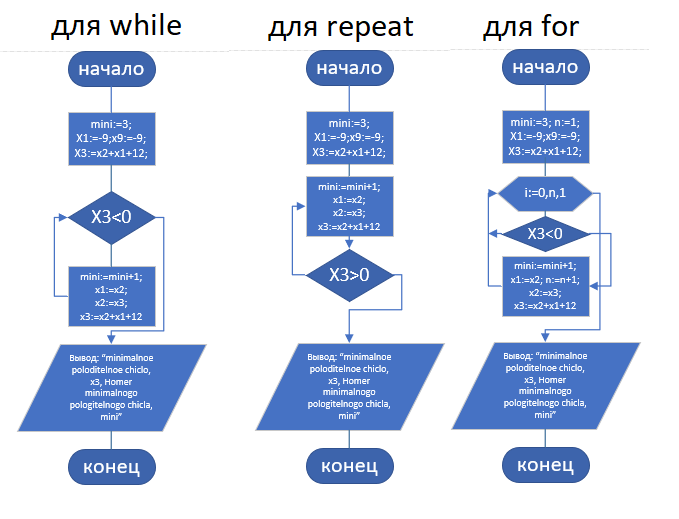 для while
начало
mini:=3;
X1:=-9;x9:=-9;
X3:=x2+x1+12;
X3<0
mini:=mini+1;
x1:=x2;
x2:=x3;
x3:=x2+x1+12
Вывод: “minimalnoe
poloditelnoe chiclo,
x3, Homer
minimalnogo
pologitelnogo chicla,
mini”
конец
для repeat
начало
mini:=3;
X1:=-9;x9:=-9;
X3:=x2+x1+12;
mini:=mini+1;
x1:=x2;
x2:=x3;
x3:=x2+x1+12
X3>0
Вывод: “minimalnoe
poloditelnoe chiclo,
x3, Homer
minimalnogo
pologitelnogo chicla,
mini”
конец
для for
начало
mini:=3; n:=1;
X1:=-9;x9:=-9;
X3:=x2+x1+12;
i:=0,n,1
X3<0
mini:=mini+1;
x1:=x2; n:=n+1;
x2:=x3;
x3:=x2+x1+12
Вывод: “minimalnoe
poloditelnoe chiclo,
x3, Homer
minimalnogo
pologitelnogo chicla,
mini”
конец